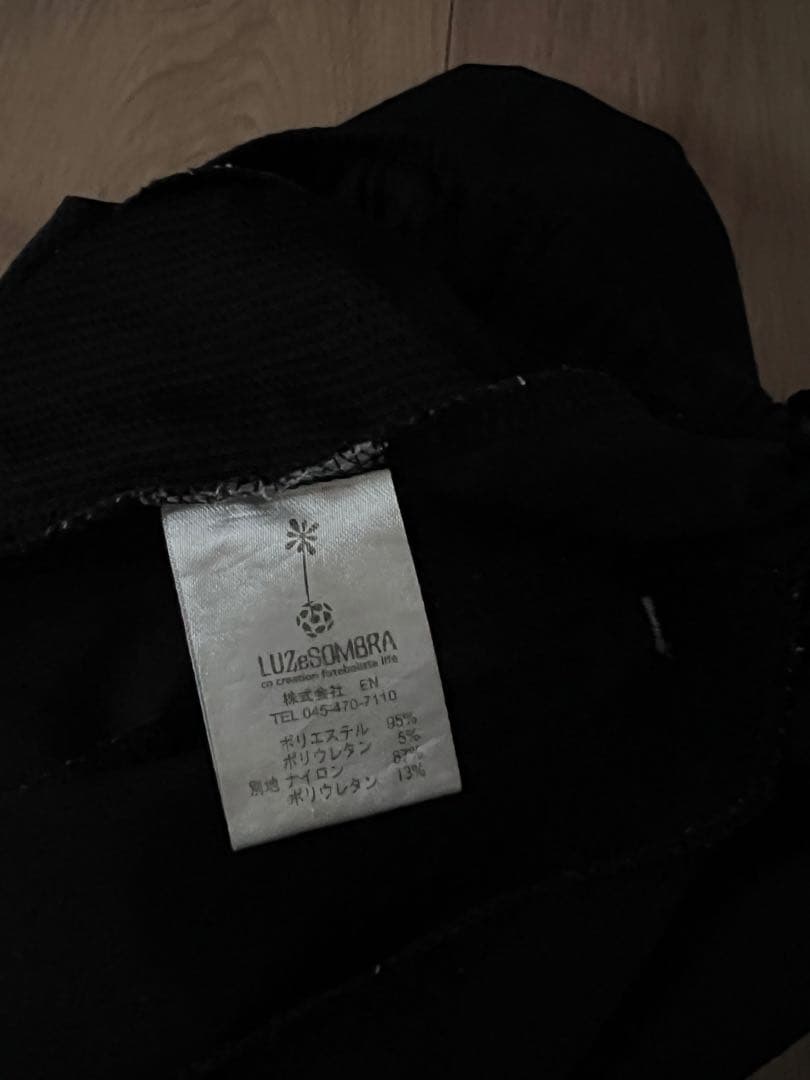 LUZeSOMBRA
co creation futebolista life
株式会社 EN
TEL 045-470-7110
ポリエステル 95%
ポリウレタン 5%
別地 ナイロン 87%
ポリウレタン 13%